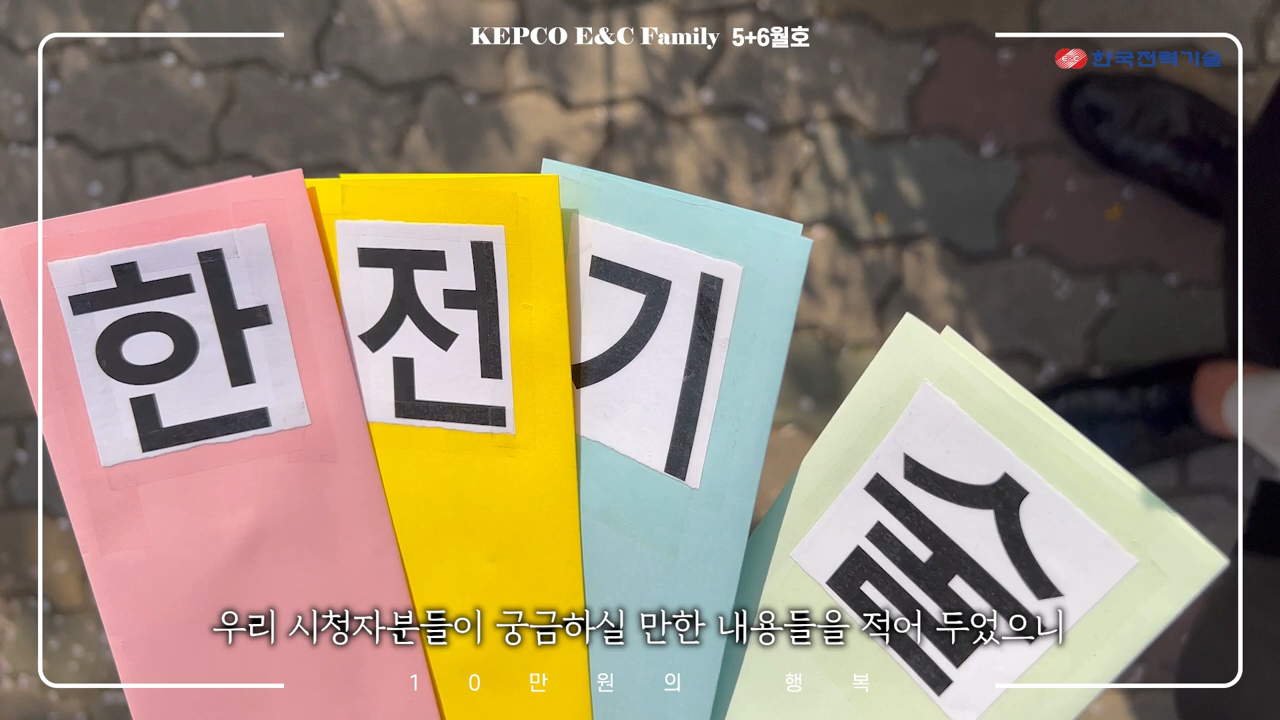 KEPCO E&C Family 5+6월호
E&C 한국전력기술
한
전
기
술
우리 시청자분들이 궁금하실 만한 내용들을 적어 두었으니
10만원의 행복